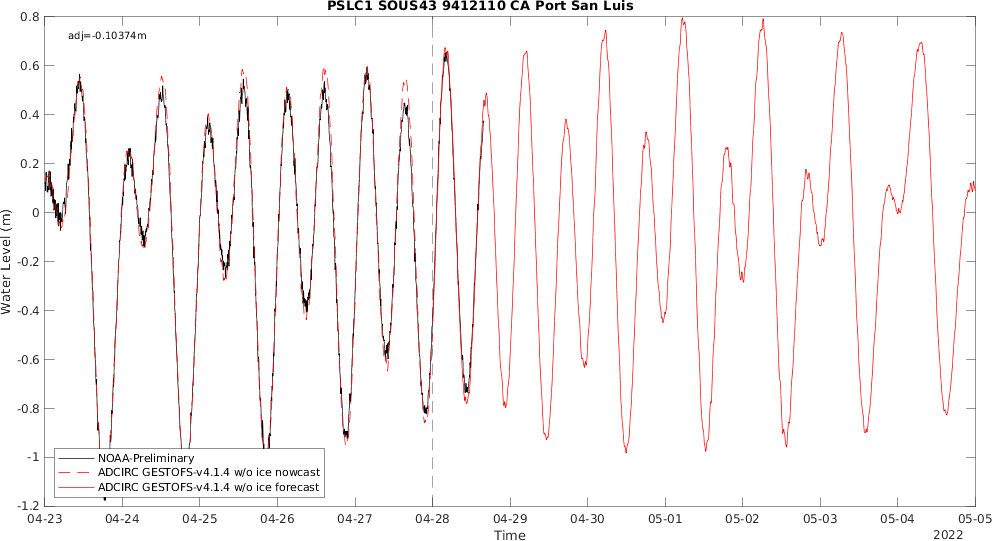 PSLC1 SOUS43 9412110 CA Port San Luis
adj=-0.10374m
0.8
0.6
0.4
0.2
0
-0.2
-0.4
-0.6
-0.8
-1
-1.2
Water Level (m)
NOAA-Preliminary
ADCIRC GESTOFS-v4.1.4 w/o ice nowcast
ADCIRC GESTOFS-v4.1.4 w/o ice forecast
04-23 04-24 04-25 04-26 04-27 04-28 04-29 04-30 05-01 05-02 05-03 05-04 05-05
Time
2022